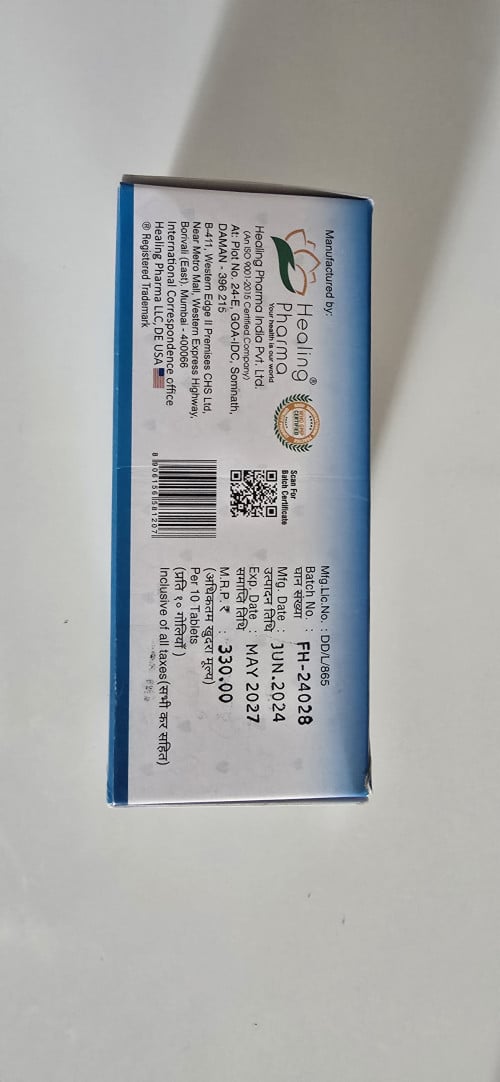 Manufactured by:
Healing ®
Pharma
Your health is our world
Healing Pharma India Pvt. Ltd.
(An ISO 9001:2015 Certified Company)
At: Plot No. 24-E, GOA-IDC, Somnath,
DAMAN - 396 215
B-411, Western Edge II Premises CHS Ltd,
Near Metro Mall, Western Express Highway,
Borivali (East), Mumbai - 400066
International Correspondence office
Healing Pharma LLC, DE USA
® Registered Trademark
CERTIFIED
Scan For
Batch Certificate
8 906156 581207
Mfg.Lic.No. : DD/L/865
Batch No. : FH-24028
घान संख्या
Mfg. Date : JUN.2024
उत्पादन तिथि
Exp. Date : MAY 2027
समाप्ति तिथि
M.R.P. ₹ : 330.00
(अधिकतम खुदरा मूल्य)
Per 10 Tablets
(प्रति १० गोलियाँ)
Inclusive of all taxes(सभी कर सहित)